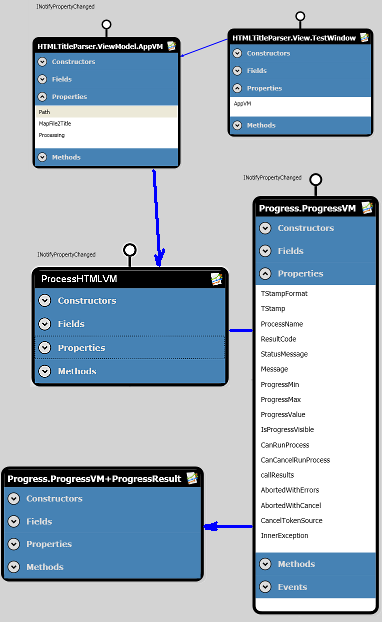 INotifyPropertyChanged
HTMLTitleParser.ViewModel.AppVM
Constructors
Fields
Properties
Path
MapFile2Title
Processing
Methods
INotifyPropertyChanged
HTMLTitleParser.View.TestWindow
Constructors
Fields
Properties
AppVM
Methods
INotifyPropertyChanged
ProcessHTMLVM
Constructors
Fields
Properties
Methods
INotifyPropertyChanged
Progress.ProgressVM
Constructors
Fields
Properties
TStampFormat
TStamp
ProcessName
ResultCode
StatusMessage
Message
ProgressMin
ProgressMax
ProgressValue
IsProgressVisible
CanRunProcess
CanCancelRunProcess
callResults
AbortedWithErrors
AbortedWithCancel
CancelTokenSource
InnerException
Methods
Events
Progress.ProgressVM+ProgressResult
Constructors
Fields
Properties
Methods